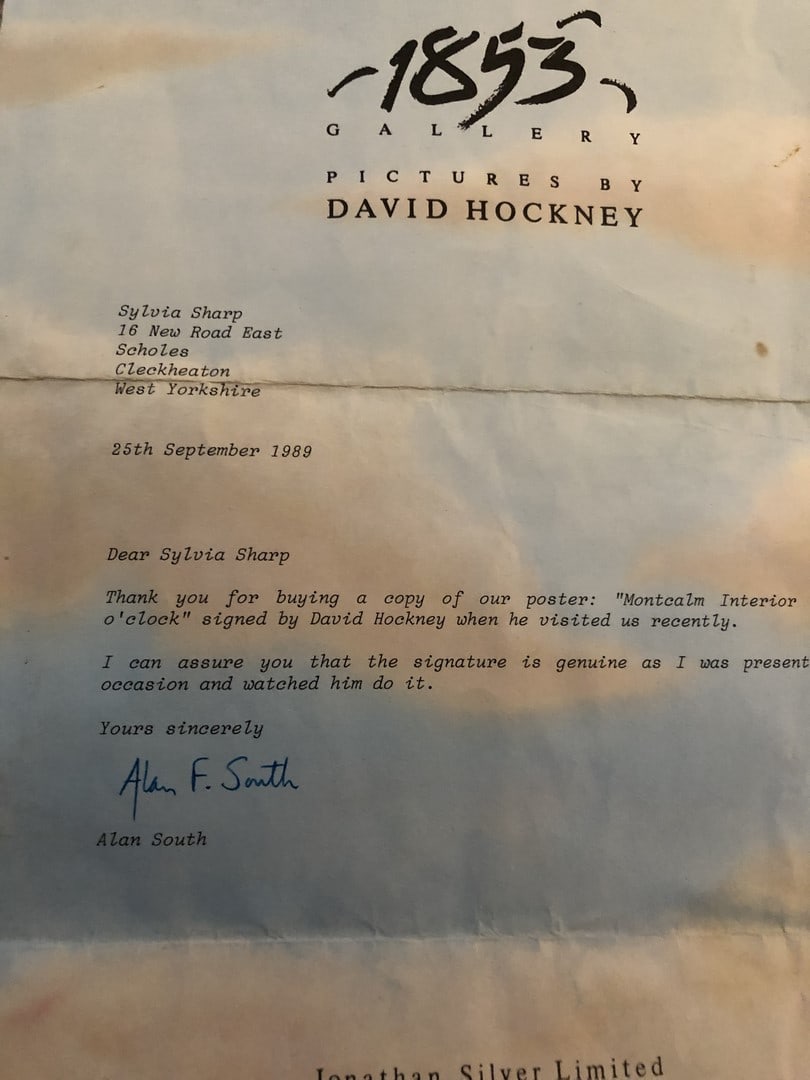 1853
GALLERY
PICTURES BY
DAVID HOCKNEY
Sylvia Sharp
16 New Road East
Scholes
Cleckheaton
West Yorkshire
25th September 1989
Dear Sylvia Sharp
Thank you for buying a copy of our poster: "Montcalm Interior
o'clock" signed by David Hockney when he visited us recently.
I can assure you that the signature is genuine as I was present
occasion and watched him do it.
Yours sincerely
Alan F. South
Alan South
Jonathan Silver Limited